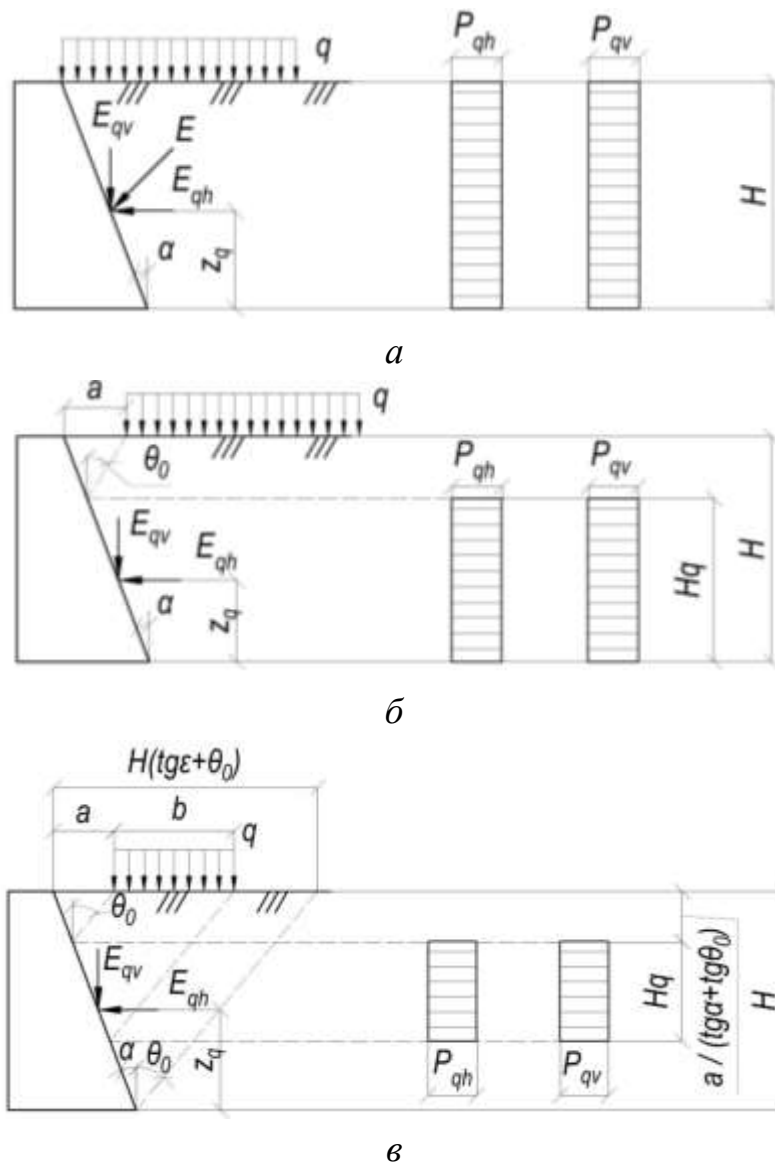 q
P_qh
P_qv
E_qv
E
E_qh
α
z_q
H
а
a
q
θ_0
P_qh
P_qv
E_qv
E_qh
α
z_q
Hq
H
б
H(tgε+θ_0)
a
b
q
θ_0
E_qv
E_qh
α
θ_0
z_q
P_qh
P_qv
Hq
a / (tgα+tgθ_0)
H
в